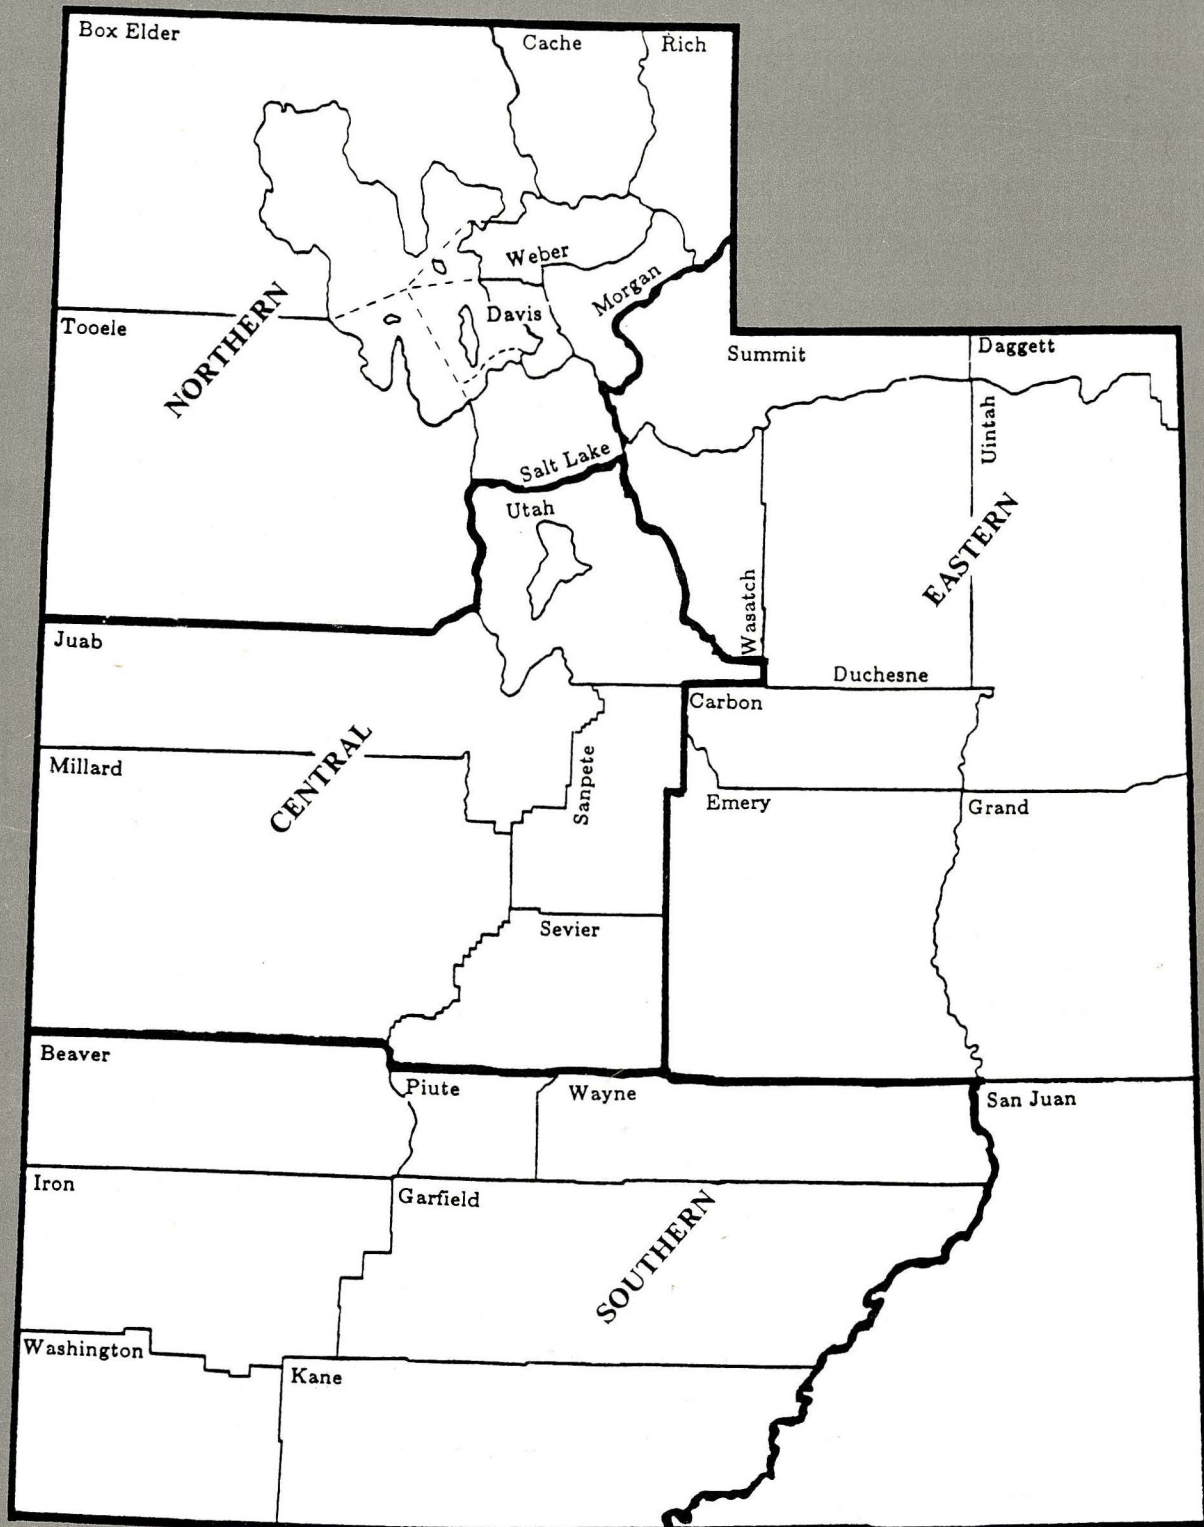 Box Elder
Cache
Rich
Weber
Morgan
Davis
Tooele
NORTHERN
Summit
Daggett
Uintah
Salt Lake
Utah
EASTERN
Wasatch
Juab
Duchesne
Carbon
CENTRAL
Millard
Sanpete
Emery
Grand
Sevier
Beaver
Piute
Wayne
San Juan
Iron
Garfield
SOUTHERN
Washington
Kane